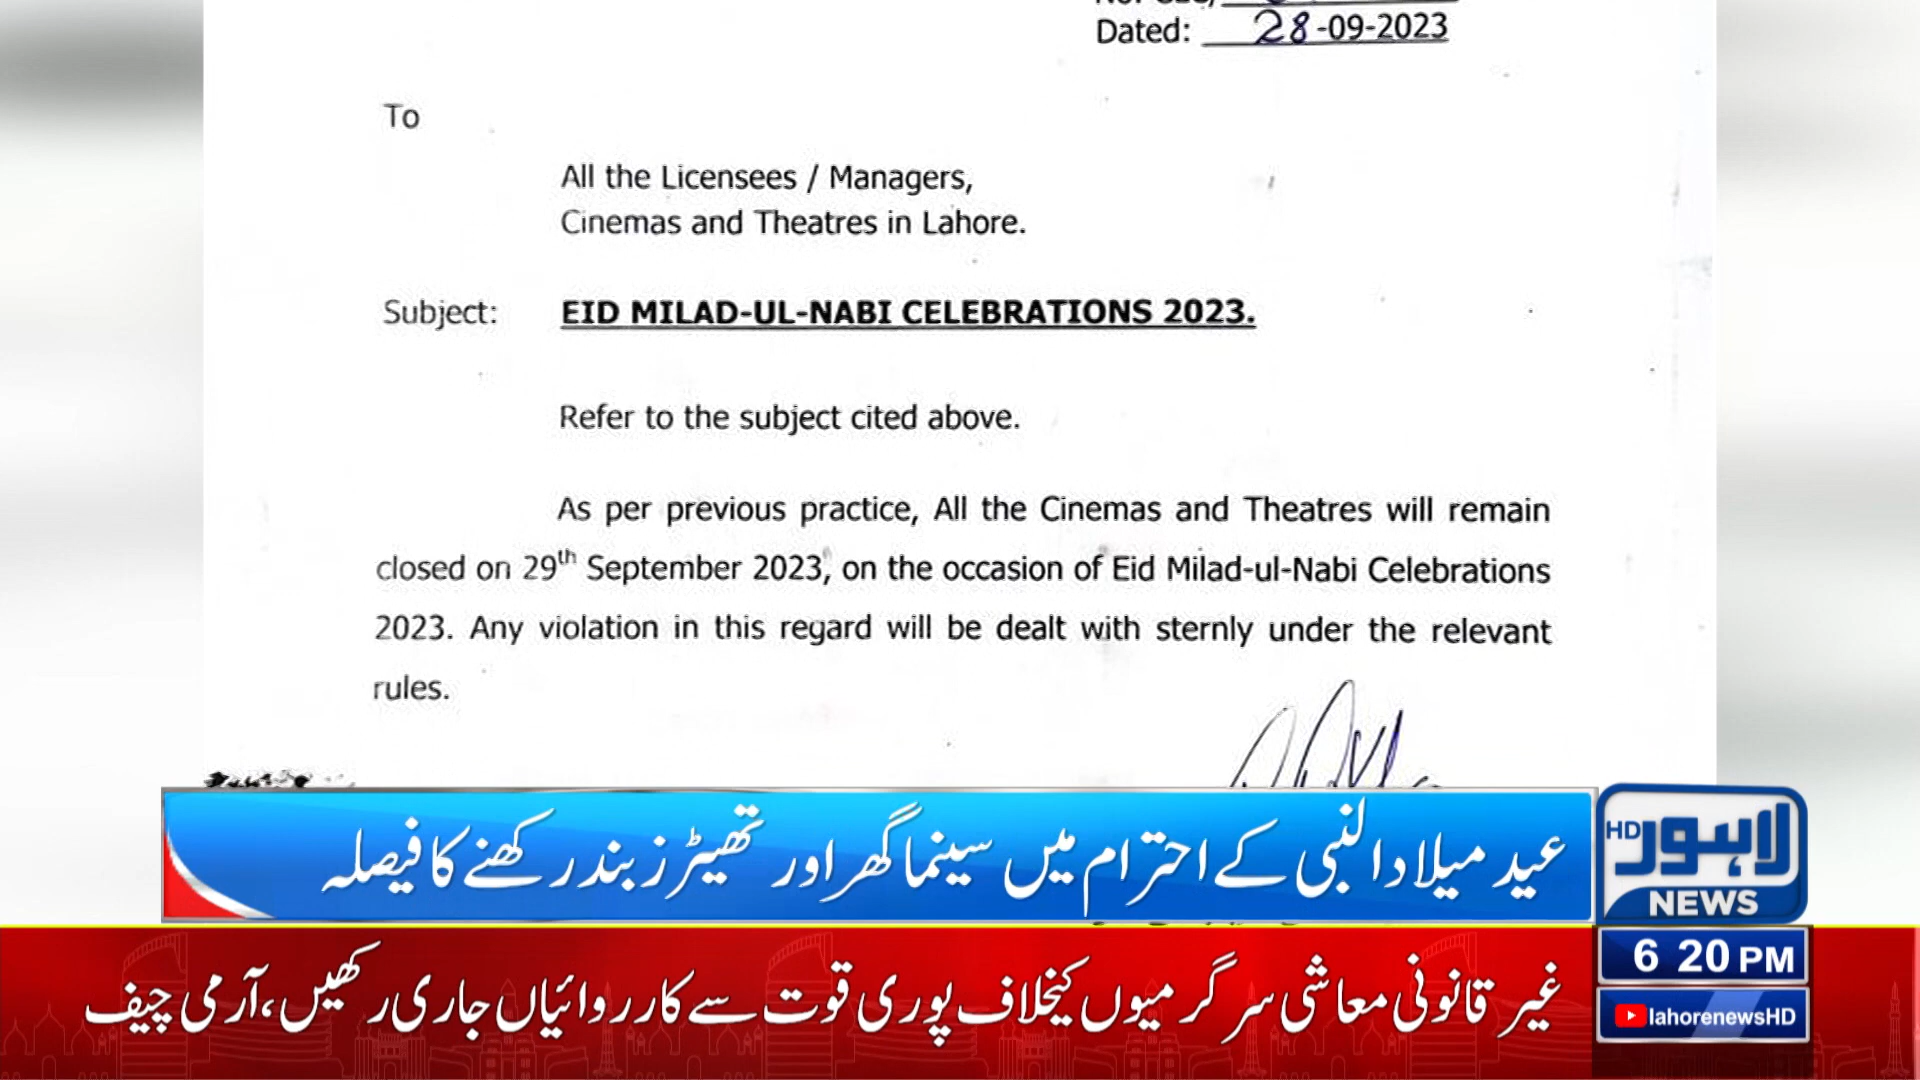 Dated: 28-09-2023
To
All the Licensees / Managers,
Cinemas and Theatres in Lahore.
Subject: EID MILAD-UL-NABI CELEBRATIONS 2023.
Refer to the subject cited above.
As per previous practice, All the Cinemas and Theatres will remain
closed on 29th September 2023, on the occasion of Eid Milad-ul-Nabi Celebrations
2023. Any violation in this regard will be dealt with sternly under the relevant
rules.
عید میلادالنبی کے احترام میں سینما گھر اور تھیٹرز بند رکھنے کا فیصلہ
لاہور HD
NEWS
غیر قانونی معاشی سرگرمیوں کیخلاف پوری قوت سے کارروائیاں جاری رکھیں، آرمی چیف
6 20 PM
lahorenewsHD